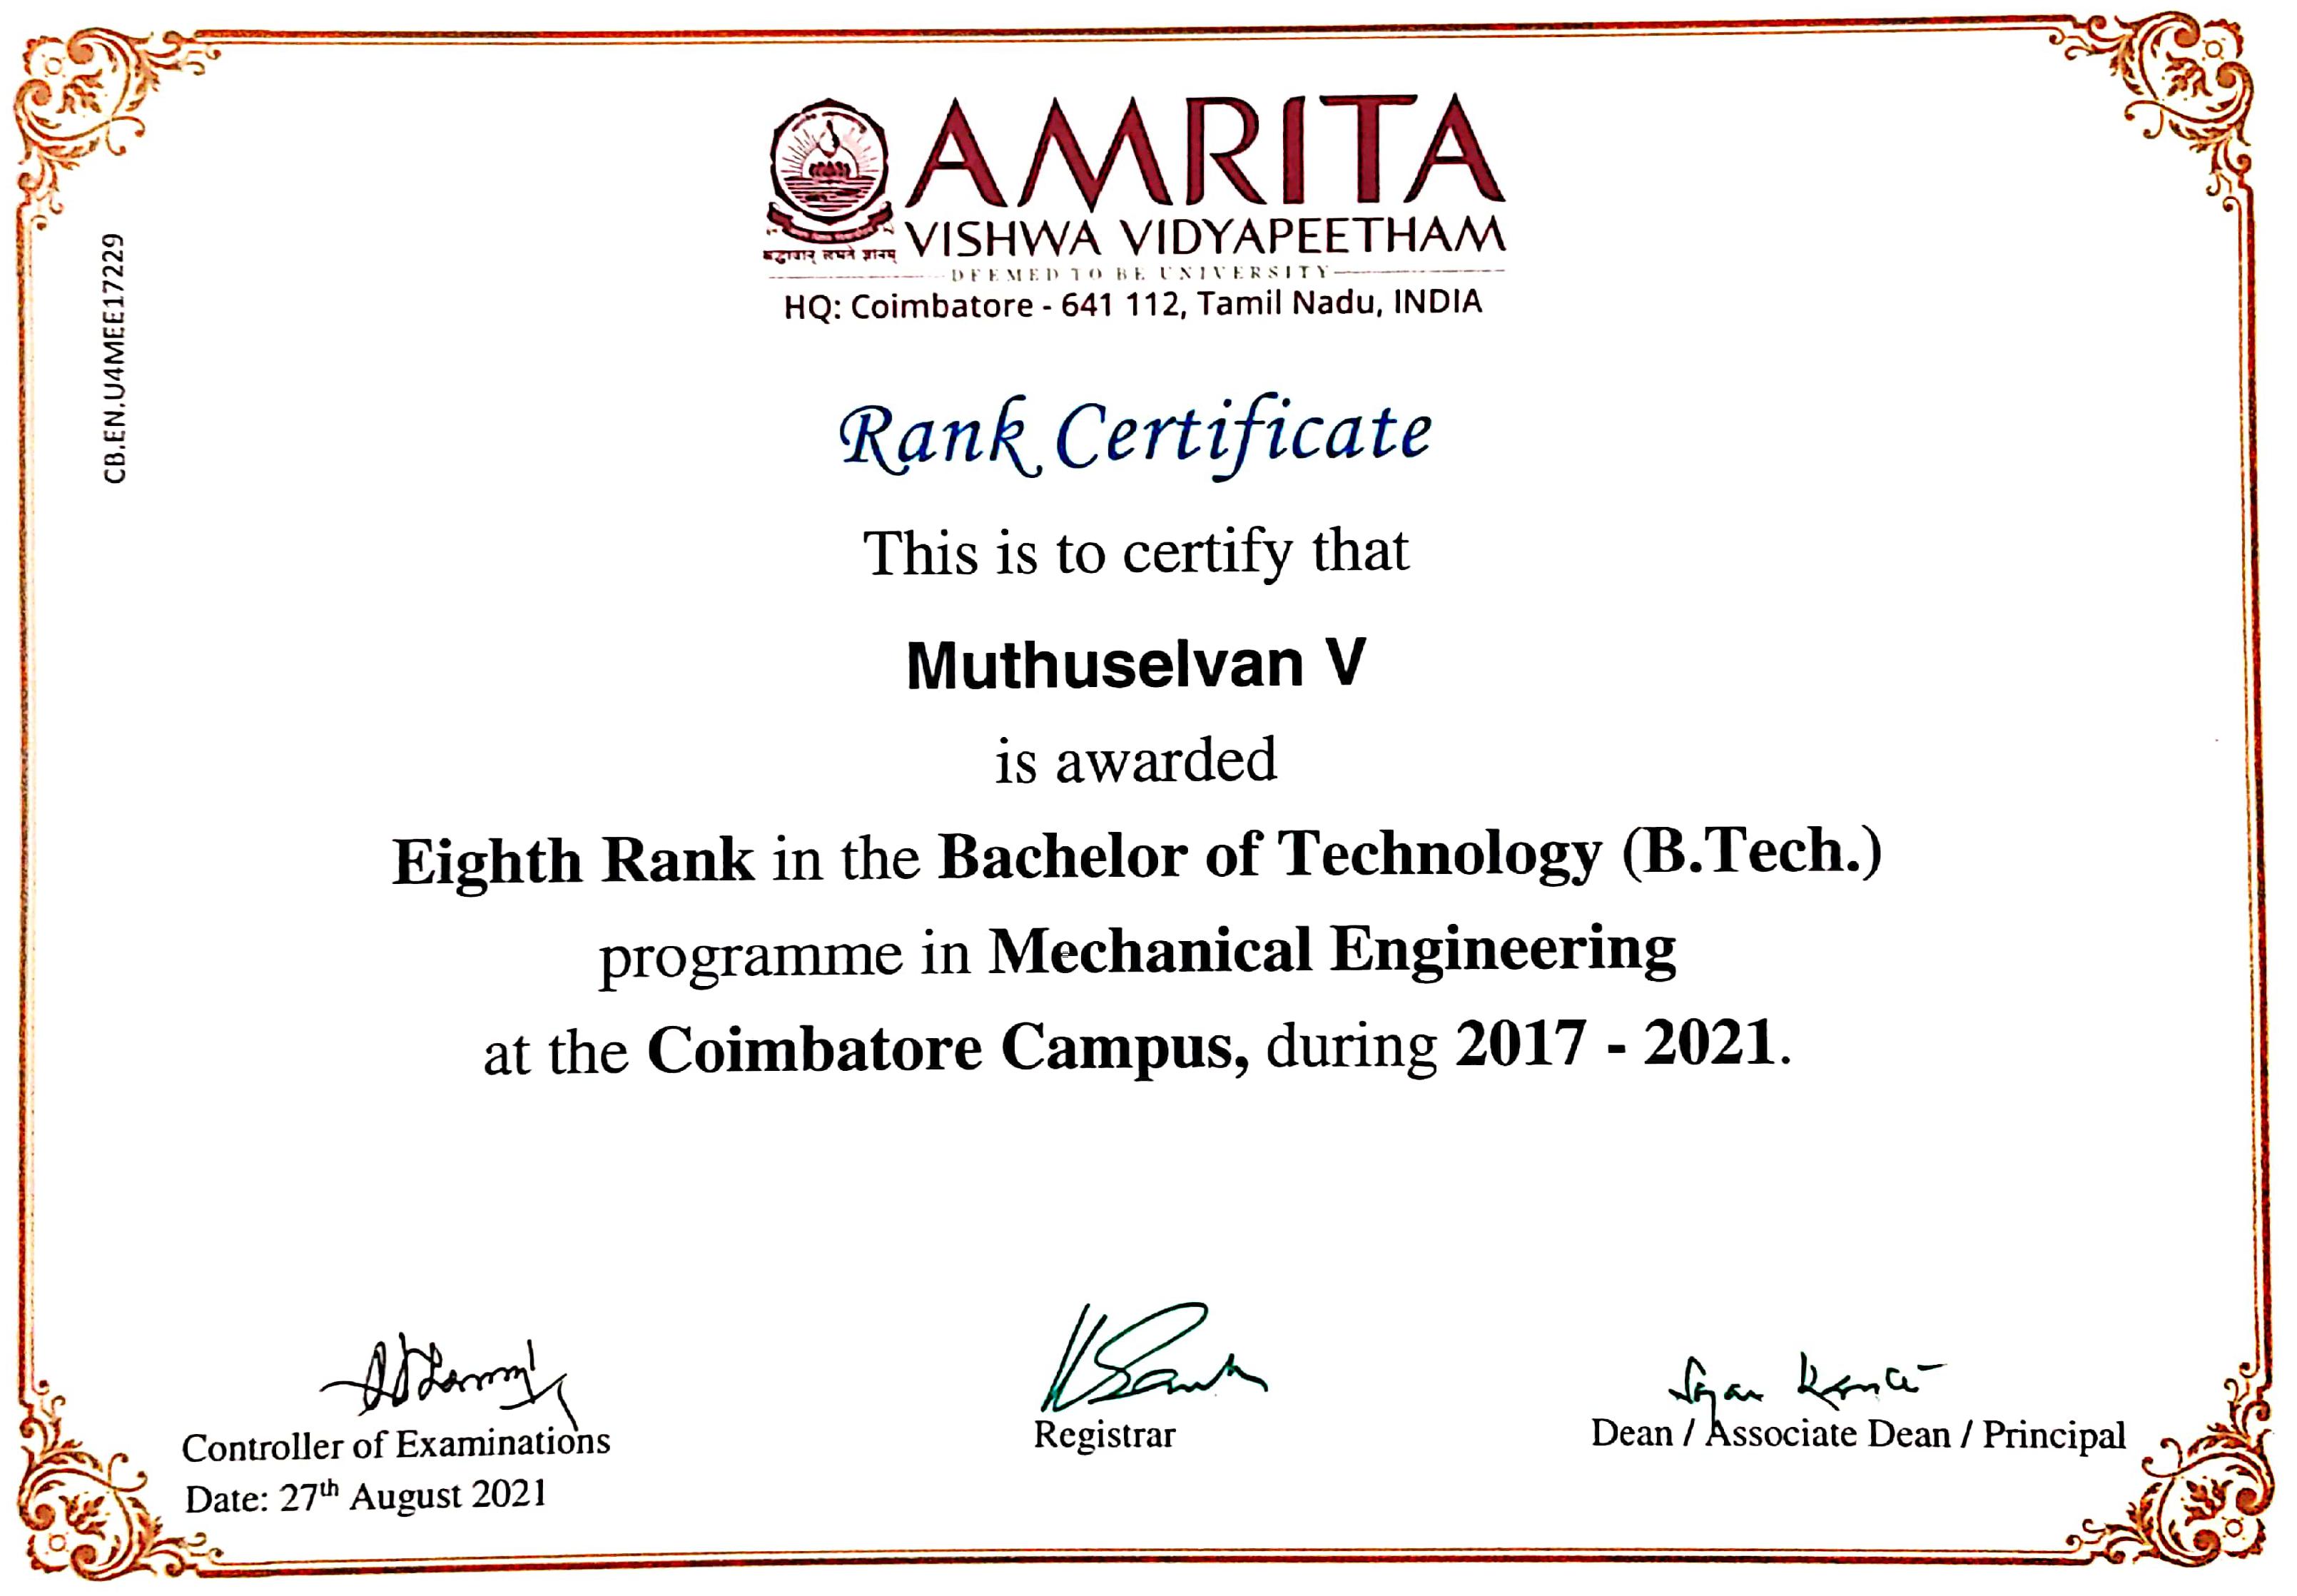 CB.EN.U4MEE17229
AMRITA
VISHWA VIDYAPEETHAM
श्रद्धावान् लभते ज्ञानम्
DEEMED TO BE UNIVERSITY
HQ: Coimbatore - 641 112, Tamil Nadu, INDIA
Rank Certificate
This is to certify that
Muthuselvan V
is awarded
Eighth Rank in the Bachelor of Technology (B.Tech.)
programme in Mechanical Engineering
at the Coimbatore Campus, during 2017 - 2021.
Controller of Examinations
Registrar
Dean / Associate Dean / Principal
Date: 27th August 2021